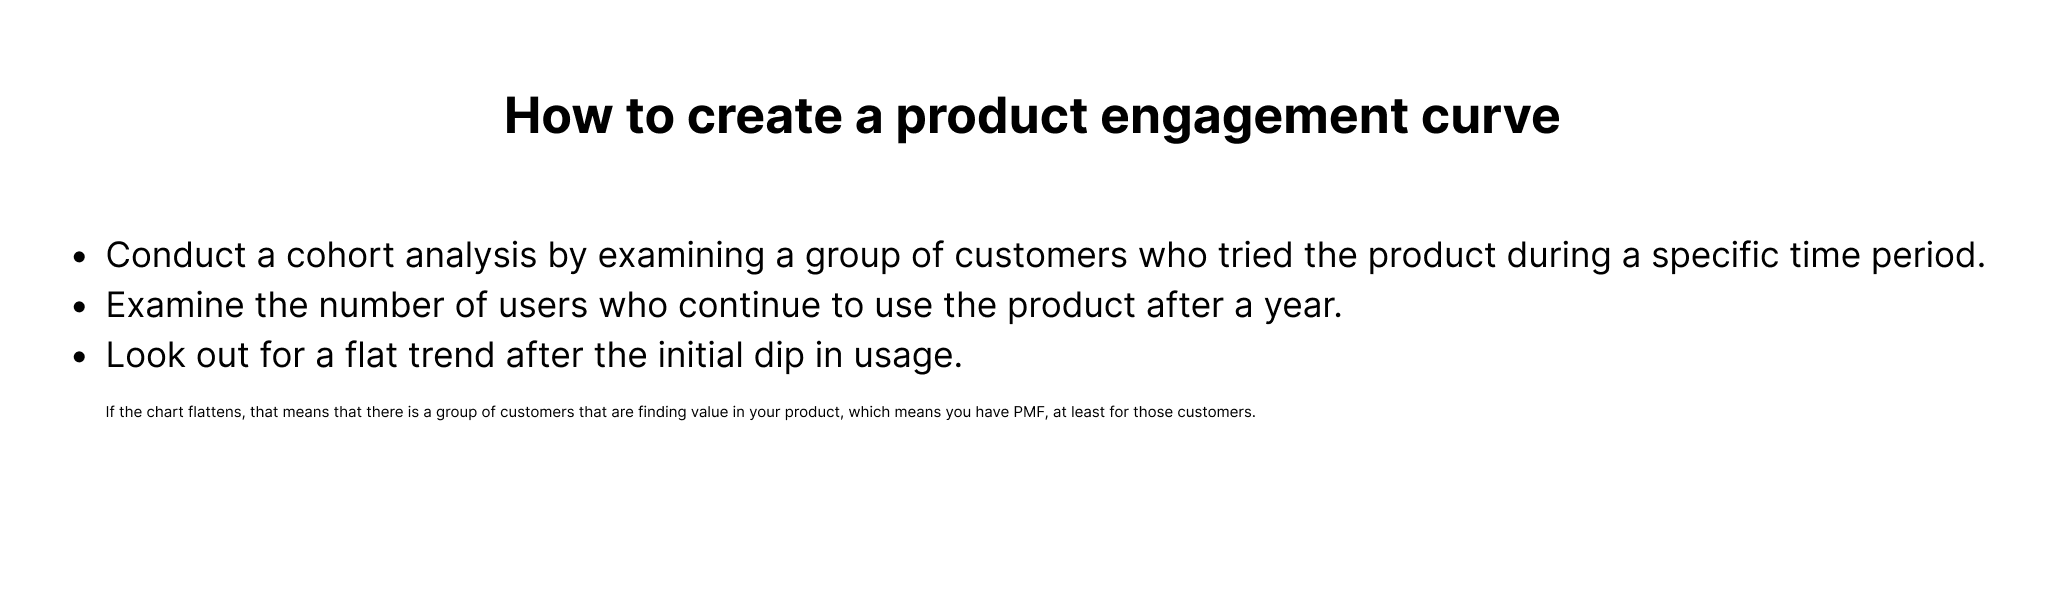 How to create a product engagement curve
• Conduct a cohort analysis by examining a group of customers who tried the product during a specific time period.
• Examine the number of users who continue to use the product after a year.
• Look out for a flat trend after the initial dip in usage.
If the chart flattens, that means that there is a group of customers that are finding value in your product, which means you have PMF, at least for those customers.